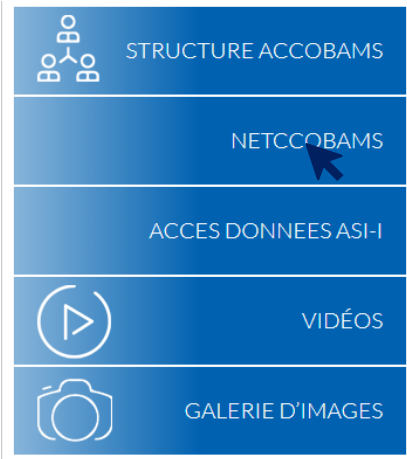 STRUCTURE ACCOBAMS
NETCCOBAMS
ACCES DONNEES ASI-I
VIDÉOS
GALERIE D'IMAGES